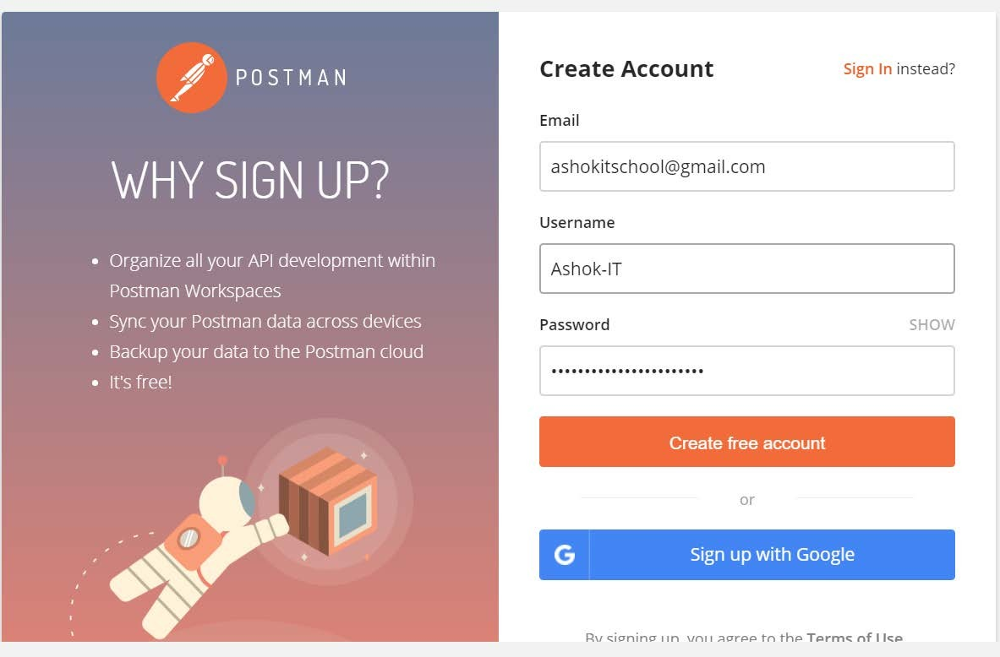 POSTMAN
WHY SIGN UP?
• Organize all your API development within
Postman Workspaces
• Sync your Postman data across devices
• Backup your data to the Postman cloud
• It's free!
Create Account
Sign In instead?
Email
ashokitschool@gmail.com
Username
Ashok-IT
Password
SHOW
•••••••••••••••••••••••
Create free account
or
G
Sign up with Google
By signing up, you agree to the Terms of Use